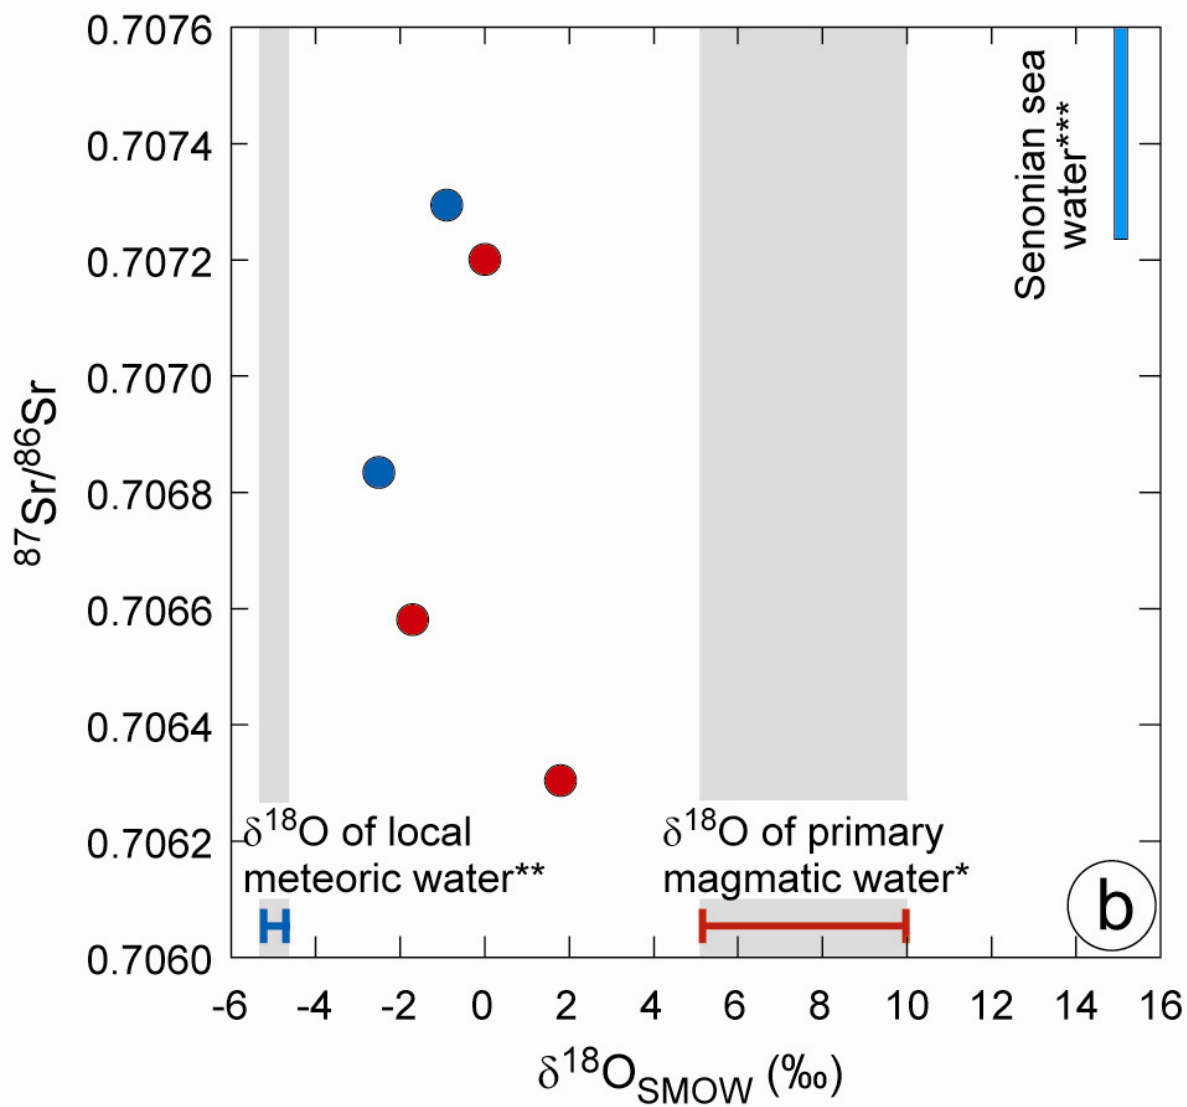 0.7076
0.7074
0.7072
0.7070
0.7068
0.7066
0.7064
0.7062
0.7060
⁸⁷Sr/⁸⁶Sr
Senonian sea
water***
δ¹⁸O of local
meteoric water**
δ¹⁸O of primary
magmatic water*
b
-6 -4 -2 0 2 4 6 8 10 12 14 16
δ¹⁸O SMOW (‰)